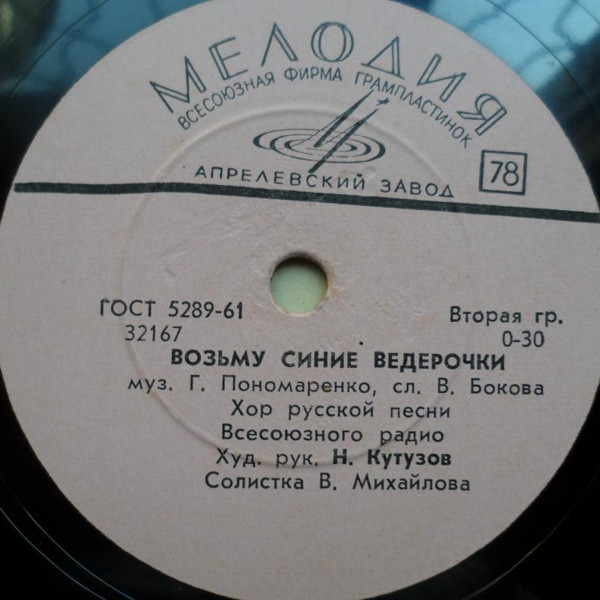 МЕЛОДИЯ
ВСЕСОЮЗНАЯ ФИРМА ГРАМПЛАСТИНОК
АПРЕЛЕВСКИЙ ЗАВОД
78
ГОСТ 5289-61
Вторая гр.
32167
0-30
ВОЗЬМУ СИНИЕ ВЕДЕРОЧКИ
муз. Г. Пономаренко, сл. В. Бокова
Хор русской песни
Всесоюзного радио
Худ. рук. Н. Кутузов
Солистка В. Михайлова